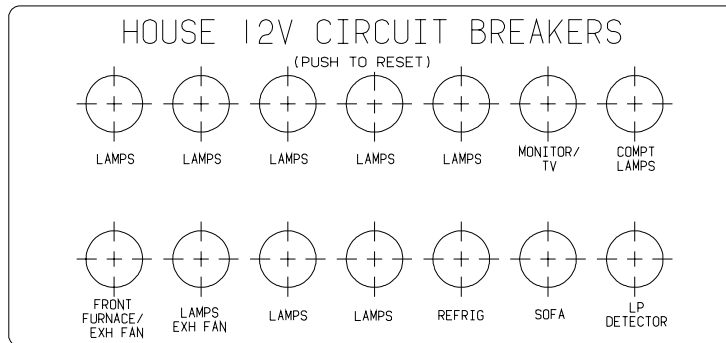 HOUSE 12V CIRCUIT BREAKERS
(PUSH TO RESET)
LAMPS
LAMPS
LAMPS
LAMPS
LAMPS
MONITOR/
TV
COMPT
LAMPS
FRONT
FURNACE/
EXH FAN
LAMPS
EXH FAN
LAMPS
LAMPS
REFRIG
SOFA
LP
DETECTOR